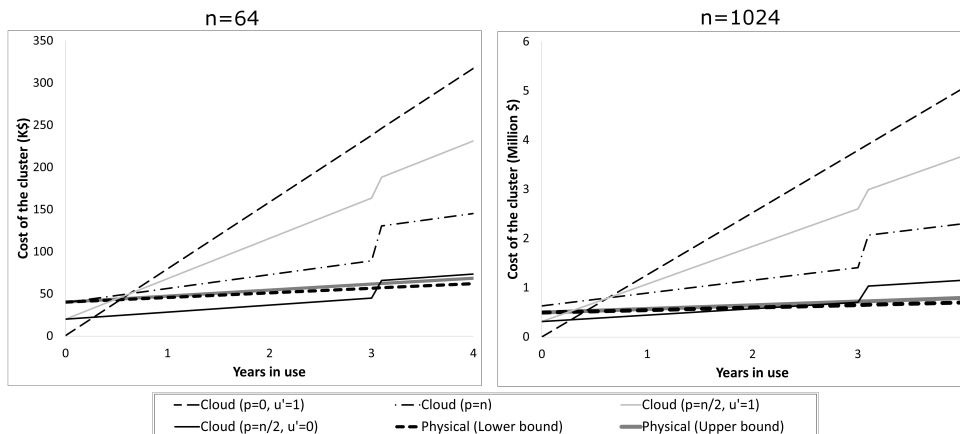 n=64
n=1024
Cost of the cluster (K$)
350
300
250
200
150
100
50
0
0 1 2 3 4
Years in use
Cost of the cluster (Million $)
6
5
4
3
2
1
0
0 1 2 3
Years in use
Cloud (p=0, u'=1) Cloud (p=n) Cloud (p=n/2, u'=1)
Cloud (p=n/2, u'=0) Physical (Lower bound) Physical (Upper bound)